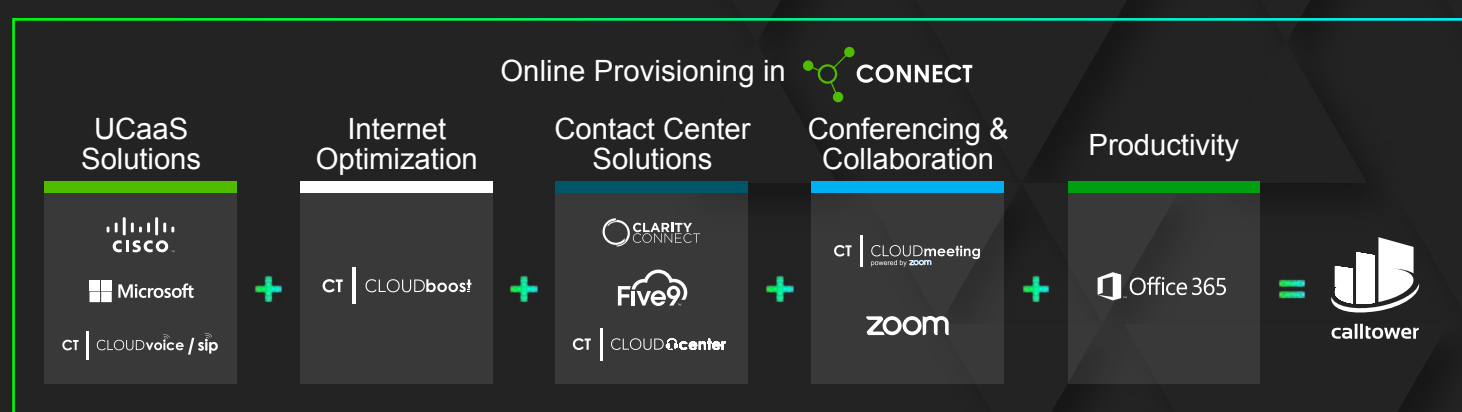 Online Provisioning in CONNECT
UCaaS
Solutions
Internet
Optimization
Contact Center
Solutions
Conferencing &
Collaboration
Productivity
CISCO
Microsoft
CT CLOUDvoice / sip
CT CLOUDboost
CLARITY
CONNECT
Five9
CT CLOUDcenter
CT CLOUDmeeting
powered by zoom
zoom
Office 365
calltower